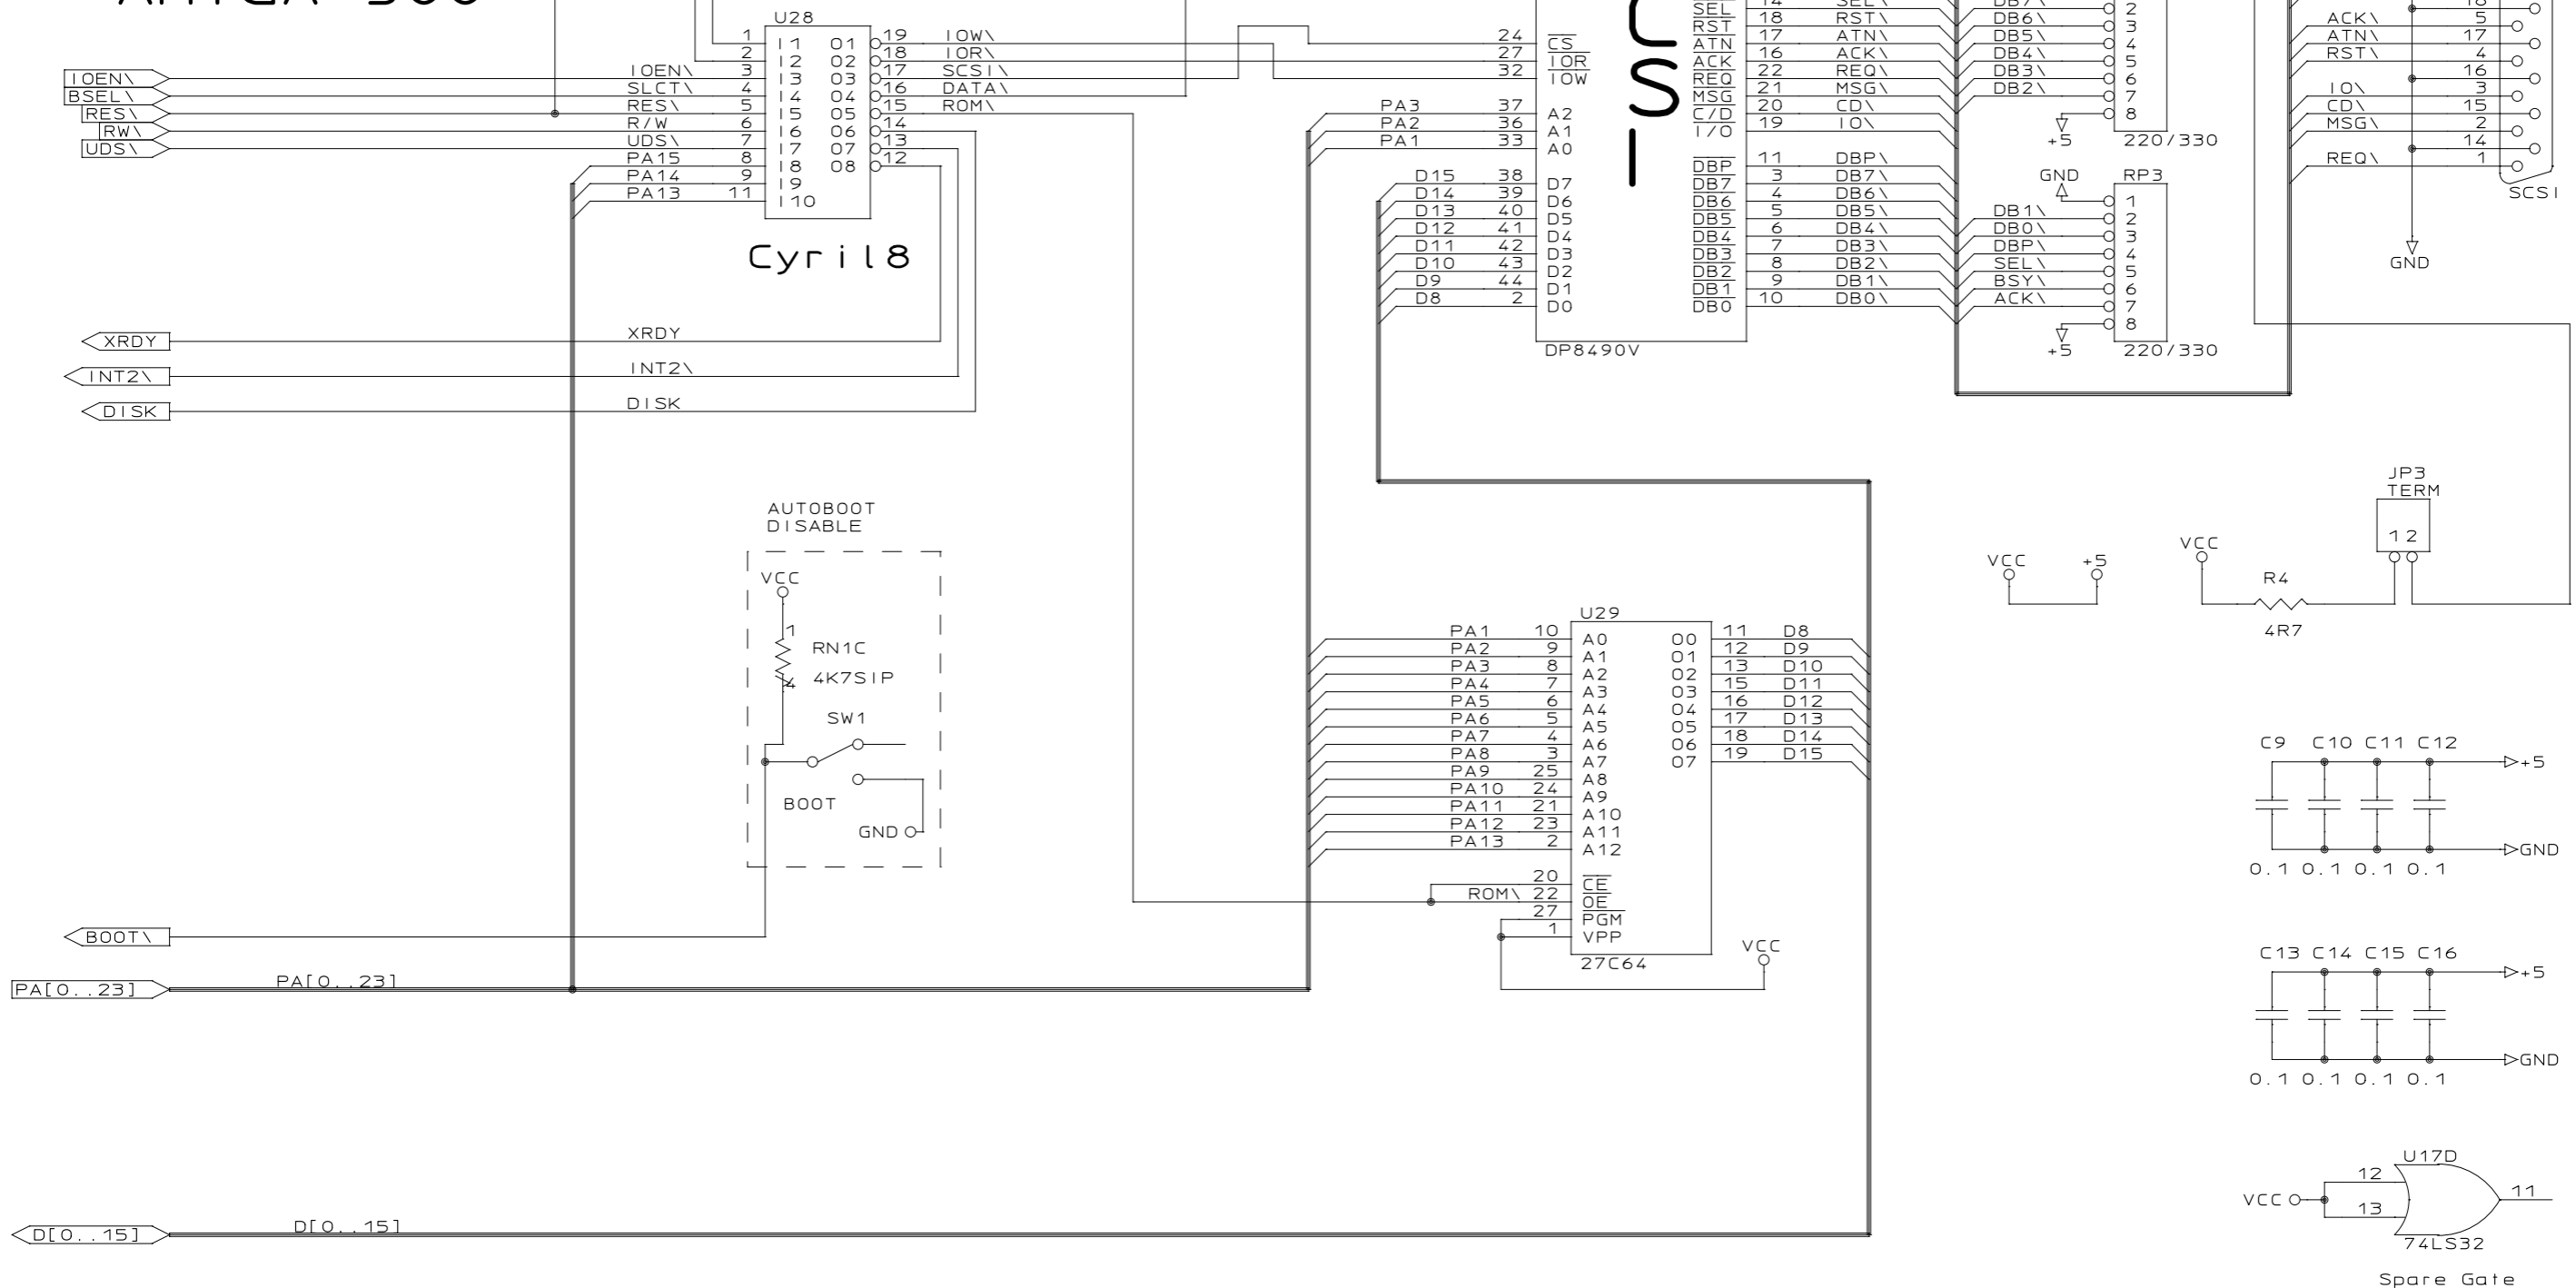 U28
1 I1 O1 19 IOW\
2 I2 O2 18 IOR\
IOEN\ IOEN\ 3 I3 O3 17 SCSI\
BSEL\ SLCT\ 4 I4 O4 16 DATA\
RES\ RES\ 5 I5 O5 15 ROM\
RW\ R/W 6 I6 O6 14
UDS\ UDS\ 7 I7 O7 13
PA15 8 I8 O8 12
PA14 9 I9
PA13 11 I10
Cyril8
XRDY XRDY
INT2\ INT2\
DISK DISK
CSI
SEL 14 SEL\
RST 18 RST\
24 CS ATN 17 ATN\
27 IOR ACK 16 ACK\
32 IOW REQ 22 REQ\
MSG 21 MSG\
PA3 37 A2 C/D 20 CD\
PA2 36 A1 I/O 19 IO\
PA1 33 A0
DBP 11 DBP\
D15 38 D7 DB7 3 DB7\
D14 39 D6 DB6 4 DB6\
D13 40 D5 DB5 5 DB5\
D12 41 D4 DB4 6 DB4\
D11 42 D3 DB3 7 DB3\
D10 43 D2 DB2 8 DB2\
D9 44 D1 DB1 9 DB1\
D8 2 D0 DB0 10 DB0\
DP8490V
DB7\ 2
DB6\ 3
DB5\ 4
DB4\ 5
DB3\ 6
DB2\ 7
8
+5 220/330
GND RP3
1
DB1\ 2
DB0\ 3
DBP\ 4
SEL\ 5
BSY\ 6
ACK\ 7
8
+5 220/330
18
ACK\ 5
ATN\ 17
RST\ 4
16
IO\ 3
CD\ 15
MSG\ 2
14
REQ\ 1
SCSI
GND
AUTOBOOT
DISABLE
VCC
1
RN1C
4 4K7SIP
SW1
BOOT
GND
BOOT\
PA[0..23] PA[0..23]
D[0..15] D[0..15]
U29
PA1 10 A0 O0 11 D8
PA2 9 A1 O1 12 D9
PA3 8 A2 O2 13 D10
PA4 7 A3 O3 15 D11
PA5 6 A4 O4 16 D12
PA6 5 A5 O5 17 D13
PA7 4 A6 O6 18 D14
PA8 3 A7 O7 19 D15
PA9 25 A8
PA10 24 A9
PA11 21 A10
PA12 23 A11
PA13 2 A12
20 CE
ROM\ 22 OE
27 PGM
1 VPP
27C64
VCC
JP3
TERM
1 2
VCC +5
VCC
R4
4R7
C9 C10 C11 C12
+5
GND
0.1 0.1 0.1 0.1
C13 C14 C15 C16
+5
GND
0.1 0.1 0.1 0.1
U17D
12
VCC 11
13
74LS32
Spare Gate